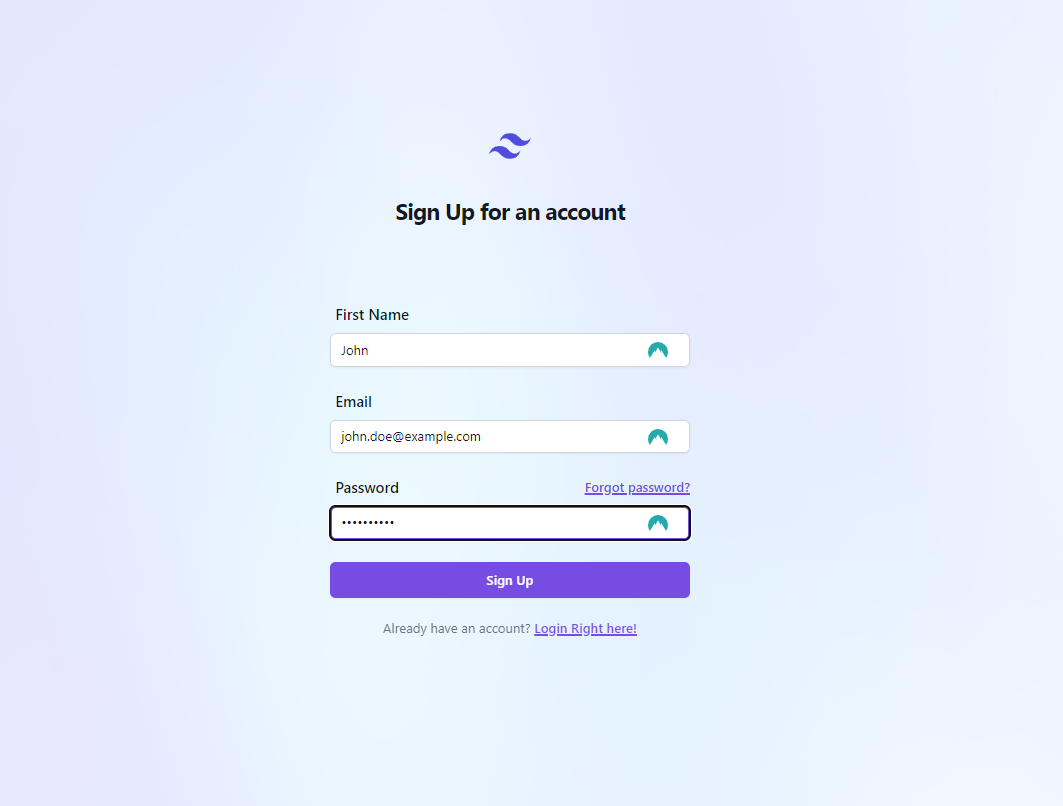 Sign Up for an account
First Name
John
Email
john.doe@example.com
Password Forgot password?
••••••••••
Sign Up
Already have an account? Login Right here!